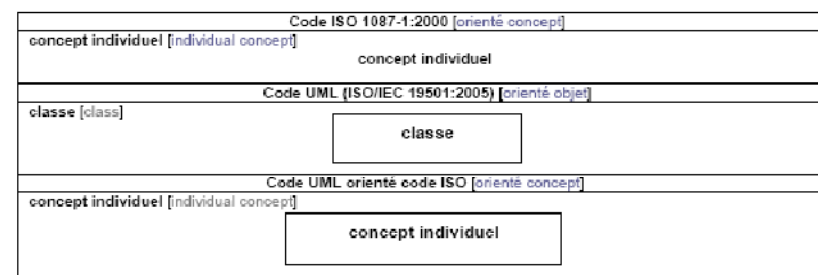 Code ISO 1087-1:2000 [orienté concept]
concept individuel [individual concept]
concept individuel
Code UML (ISO/IEC 19501:2005) [orienté objet]
classe [class]
classe
Code UML orienté code ISO [orienté concept]
concept individuel [individual concept]
concept individuel